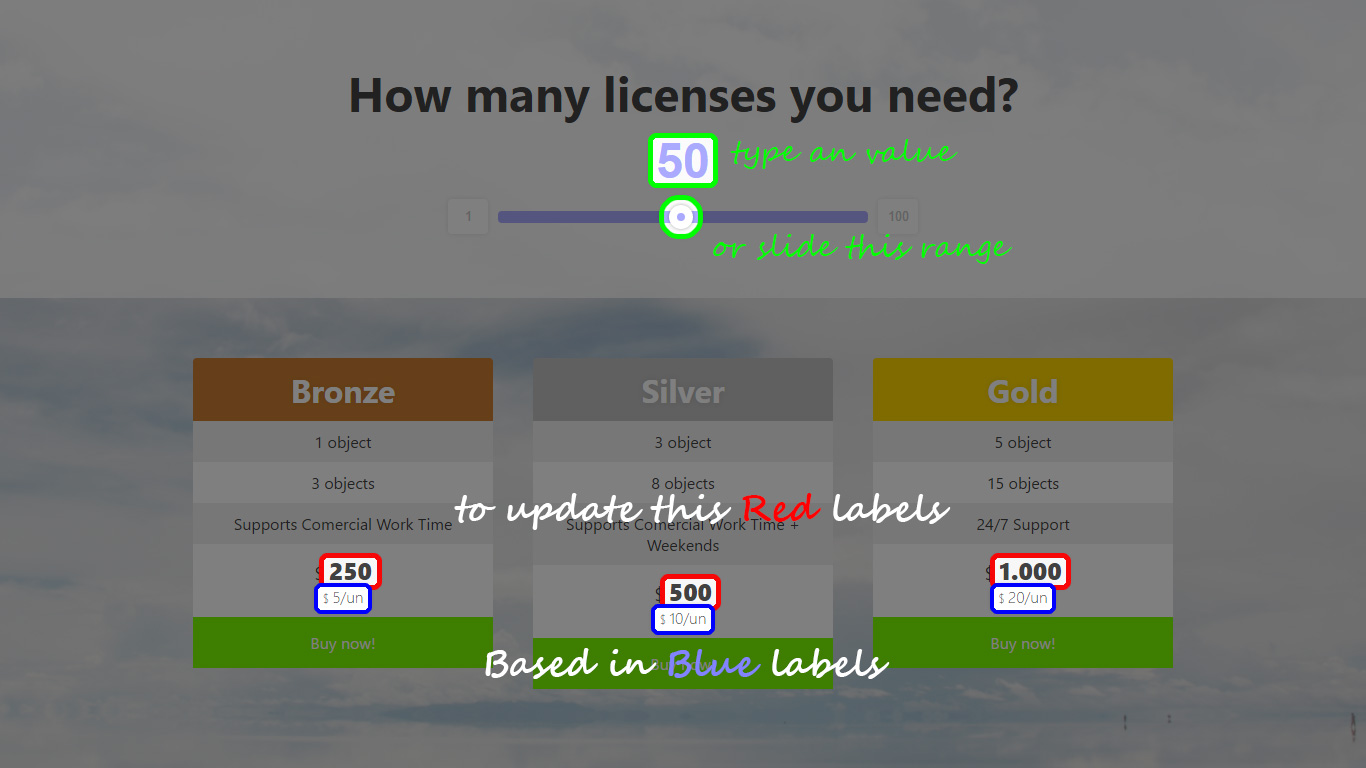 How many licenses you need?
50
type an value
1
100
or slide this range
Bronze
1 object
3 objects
Supports Comercial Work Time
$ 250
$ 5/un
Buy now!
Silver
3 object
8 objects
Supports Comercial Work Time +
Weekends
$ 500
$ 10/un
Buy now!
Gold
5 object
15 objects
24/7 Support
$ 1.000
$ 20/un
Buy now!
to update this Red labels
Based in Blue labels